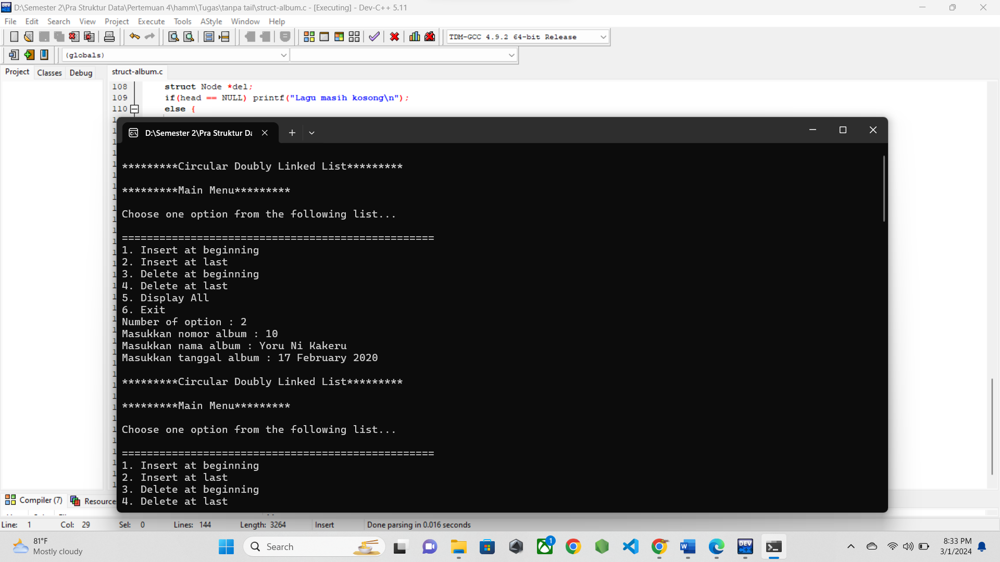 D:\Semester 2\Pra Struktur Data\Pertemuan 4\hamm\Tugas\tanpa tail\struct-album.c - [Executing] - Dev-C++ 5.11
File Edit Search View Project Execute Tools AStyle Window Help
TDM-GCC 4.9.2 64-bit Release
(globals)
Project Classes Debug struct-album.c
108 struct Node *del;
109 if(head == NULL) printf("Lagu masih kosong\n");
110 else {
D:\Semester 2\Pra Struktur Da
*********Circular Doubly Linked List*********
*********Main Menu*********
Choose one option from the following list...
==================================================
1. Insert at beginning
2. Insert at last
3. Delete at beginning
4. Delete at last
5. Display All
6. Exit
Number of option : 2
Masukkan nomor album : 10
Masukkan nama album : Yoru Ni Kakeru
Masukkan tanggal album : 17 February 2020
*********Circular Doubly Linked List*********
*********Main Menu*********
Choose one option from the following list...
==================================================
1. Insert at beginning
2. Insert at last
3. Delete at beginning
4. Delete at last
Compiler (7) Resource
Line: 1 Col: 29 Sel: 0 Lines: 144 Length: 3264 Insert Done parsing in 0.016 seconds
81°F
Mostly cloudy
Search
1
DEV C++
8:33 PM
3/1/2024